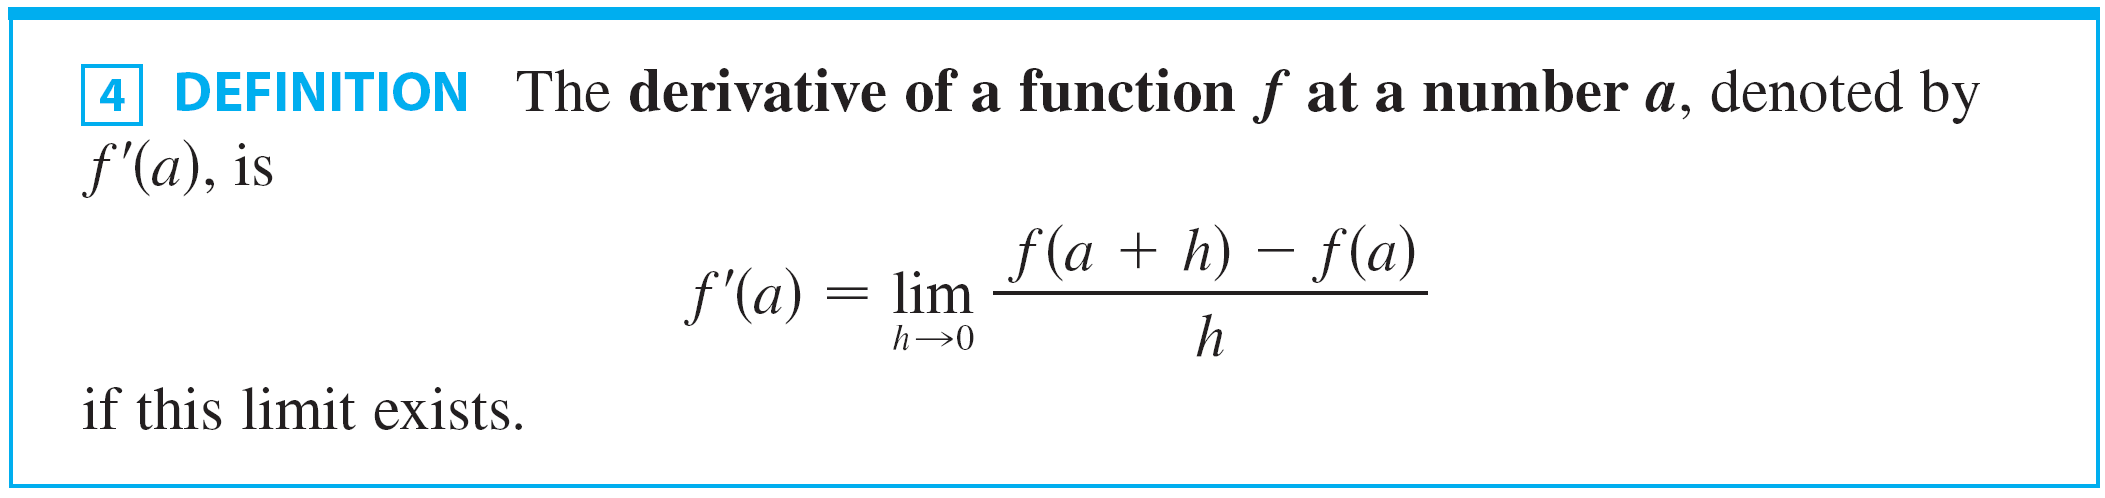 4 DEFINITION The derivative of a function f at a number a, denoted by
f′(a), is
f′(a) = lim h→0 f(a + h) − f(a) / h
if this limit exists.